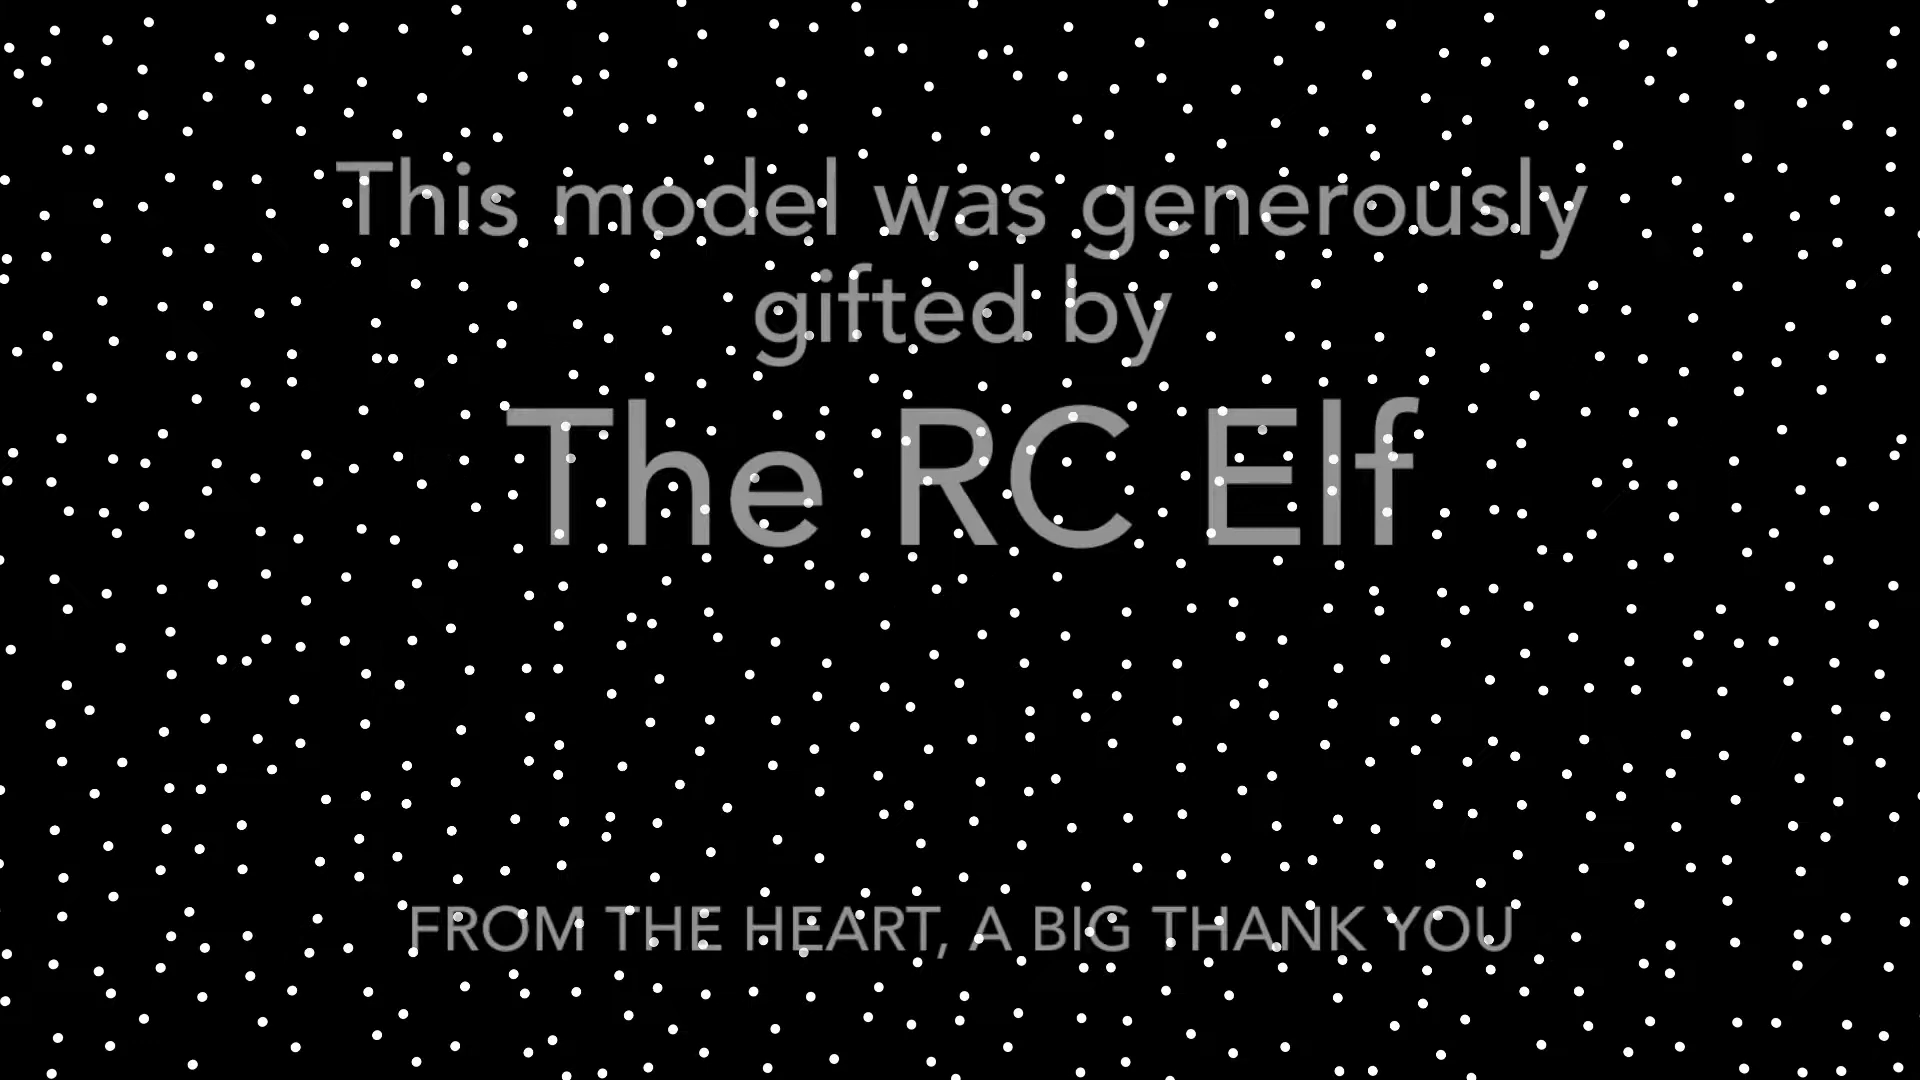 This model was generously
gifted by
The RC Elf
FROM THE HEART, A BIG THANK YOU